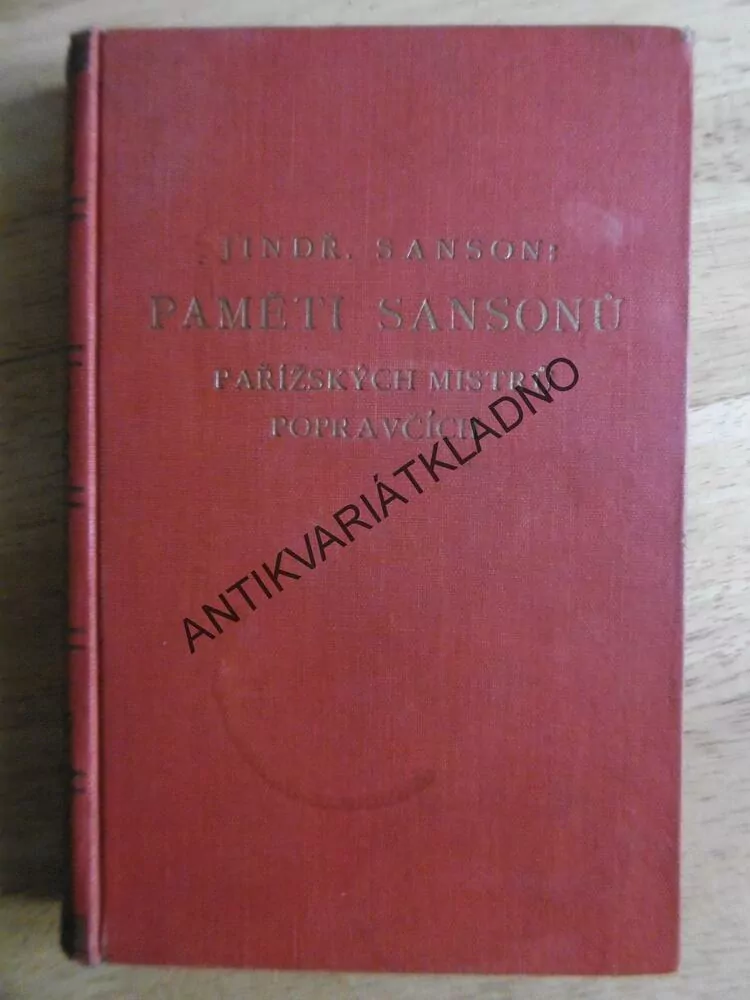 JINDŘ. SANSON:
PAMĚTI SANSONŮ
PAŘÍŽSKÝCH MISTRŮ
POPRAVČÍCH
ANTIKVARIÁTKLADNO